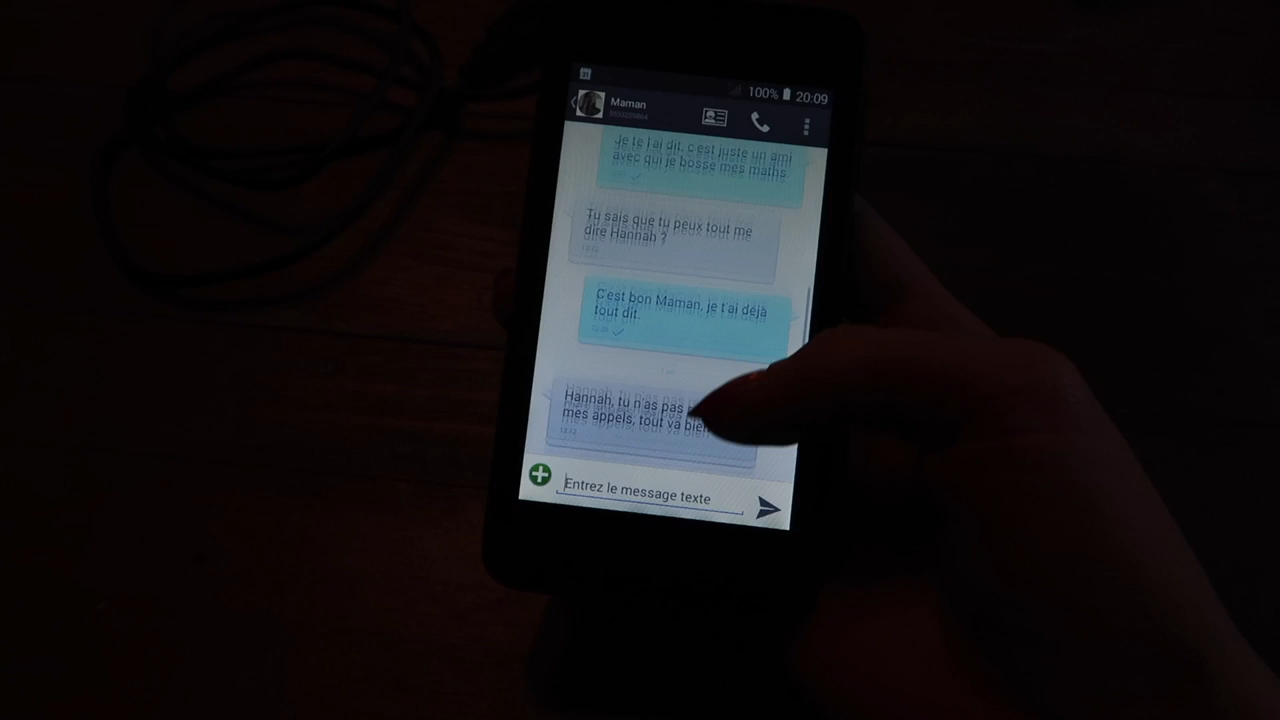 31
100% 20:09
Maman
Je te l'ai dit, c'est juste un ami
avec qui je bosse mes maths
Tu sais que tu peux tout me
dire Hannah ?
C'est bon Maman, je t'ai déjà
tout dit.
Hannah, tu n'as pas
mes appels, tout va bien
Entrez le message texte